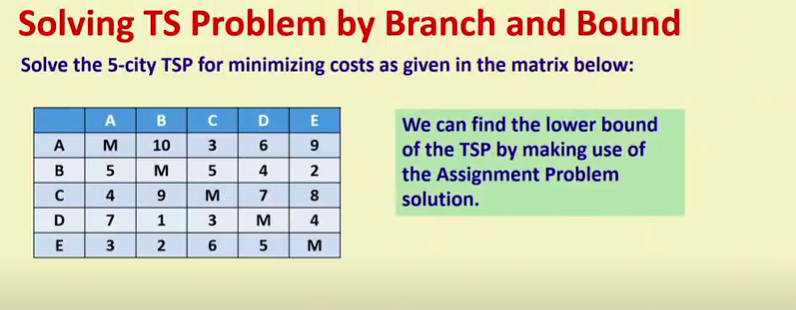 Solving TS Problem by Branch and Bound
Solve the 5-city TSP for minimizing costs as given in the matrix below:
A B C D E
A M 10 3 6 9
B 5 M 5 4 2
C 4 9 M 7 8
D 7 1 3 M 4
E 3 2 6 5 M
We can find the lower bound
of the TSP by making use of
the Assignment Problem
solution.